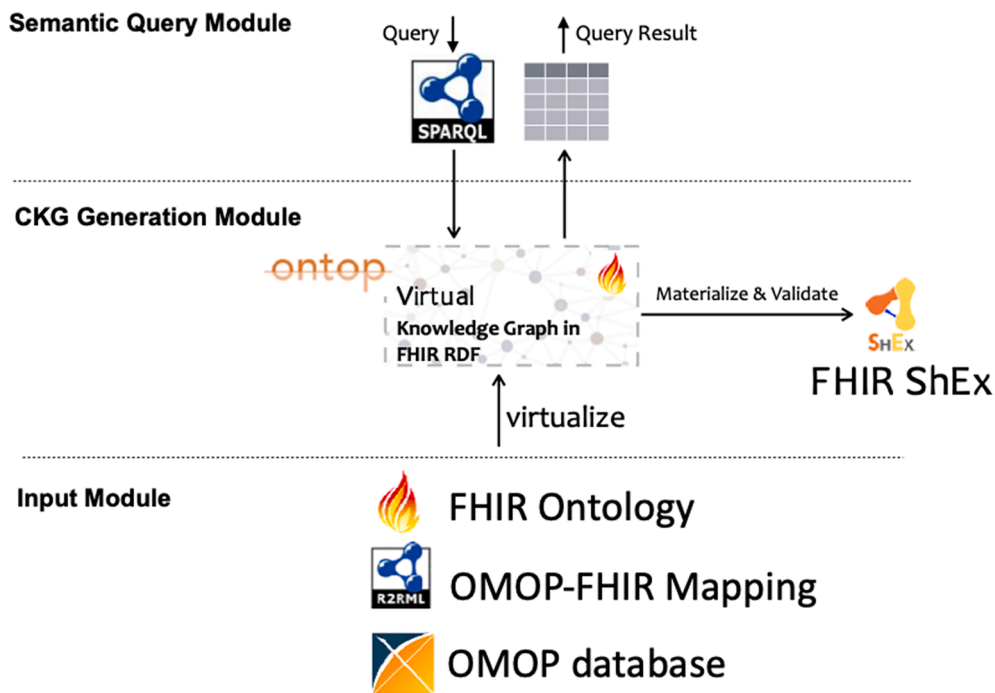 Semantic Query Module
Query
Query Result
SPARQL
CKG Generation Module
ontop
Virtual
Knowledge Graph in
FHIR RDF
Materialize & Validate
ShEx
FHIR ShEx
virtualize
Input Module
FHIR Ontology
R2RML
OMOP-FHIR Mapping
OMOP database